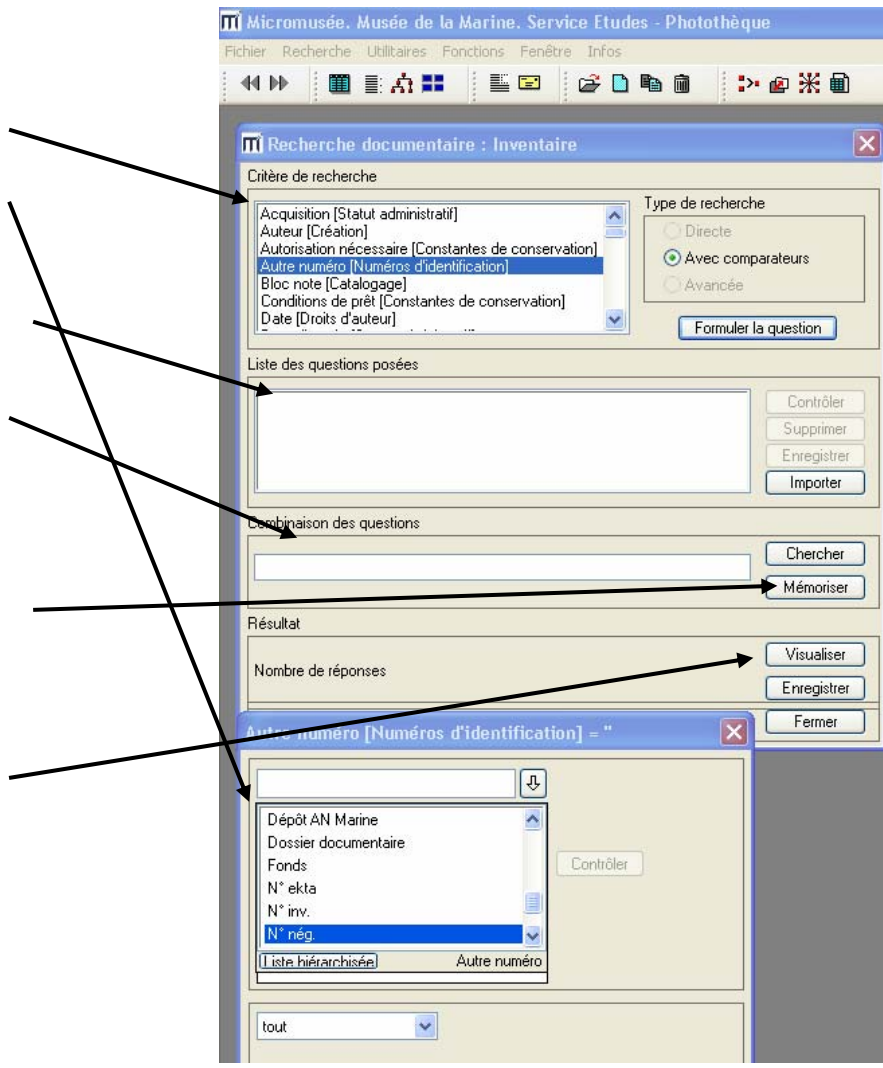 Micromusée. Musée de la Marine. Service Etudes - Photothèque
Fichier Recherche Utilitaires Fonctions Fenêtre Infos
Recherche documentaire : Inventaire
Critère de recherche
Acquisition [Statut administratif]
Auteur [Création]
Autorisation nécessaire [Constantes de conservation]
Autre numéro [Numéros d'identification]
Bloc note [Catalogage]
Conditions de prêt [Constantes de conservation]
Date [Droits d'auteur]
Type de recherche
Directe
Avec comparateurs
Avancée
Formuler la question
Liste des questions posées
Contrôler
Supprimer
Enregistrer
Importer
Combinaison des questions
Chercher
Mémoriser
Résultat
Nombre de réponses
Visualiser
Enregistrer
Fermer
Autre numéro [Numéros d'identification] = "
Dépôt AN Marine
Dossier documentaire
Fonds
N° ekta
N° inv.
N° nég.
Liste hiérarchisée Autre numéro
Contrôler
tout